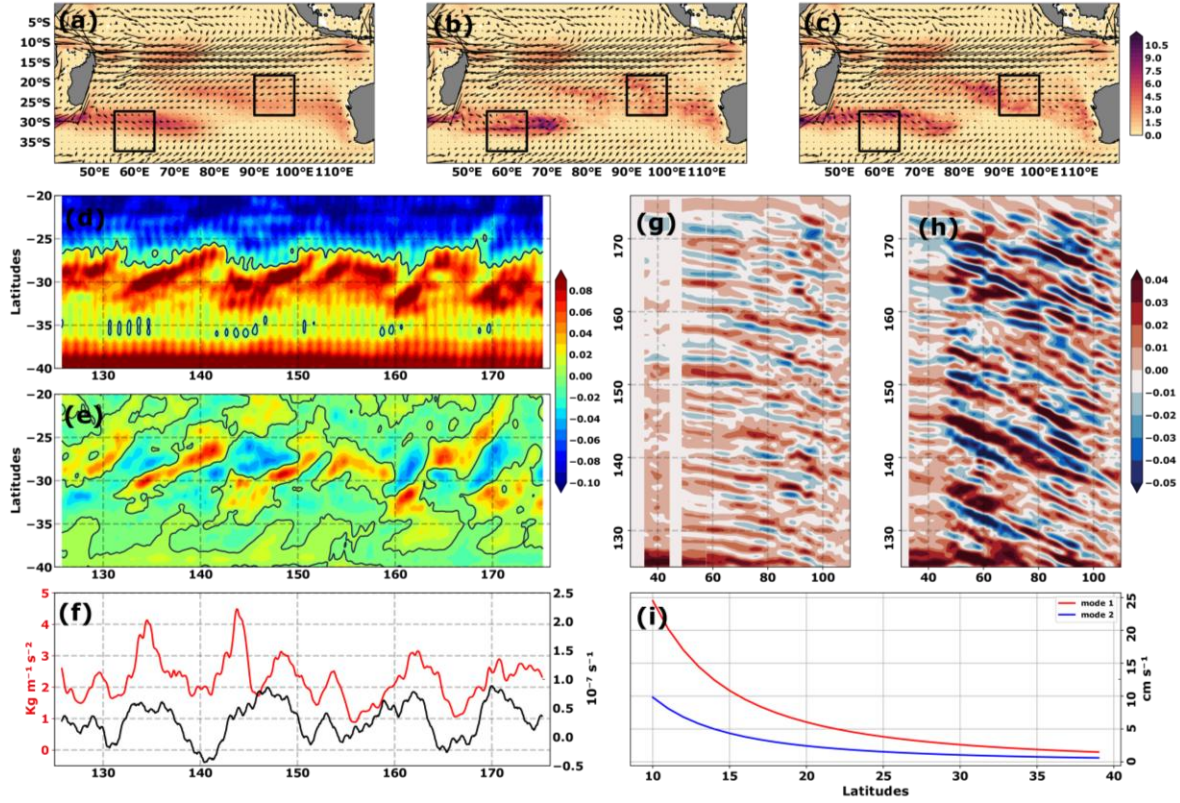 (a) (b) (c)
5°S
10°S
15°S
20°S
25°S
30°S
35°S
10.5
9.0
7.5
6.0
4.5
3.0
1.5
0.0
50°E 60°E 70°E 80°E 90°E 100°E 110°E 50°E 60°E 70°E 80°E 90°E 100°E 110°E 50°E 60°E 70°E 80°E 90°E 100°E 110°E
(d)
Latitudes
−20
−25
−30
−35
−40
130 140 150 160 170
(e)
Latitudes
−20
−25
−30
−35
−40
130 140 150 160 170
0.08
0.06
0.04
0.02
0.00
−0.02
−0.04
−0.06
−0.08
−0.10
(g)
170
160
150
140
130
40 60 80 100
(h)
170
160
150
140
130
40 60 80 100
0.04
0.03
0.02
0.01
0.00
−0.01
−0.02
−0.03
−0.04
−0.05
(f)
Kg m⁻¹ s⁻²
5
4
3
2
1
0
2.5
2.0
1.5
1.0
0.5
0.0
−0.5
10⁻⁷ s⁻¹
130 140 150 160 170
(i)
mode 1
mode 2
25
20
15
10
5
0
cm s⁻¹
10 15 20 25 30 35 40
Latitudes